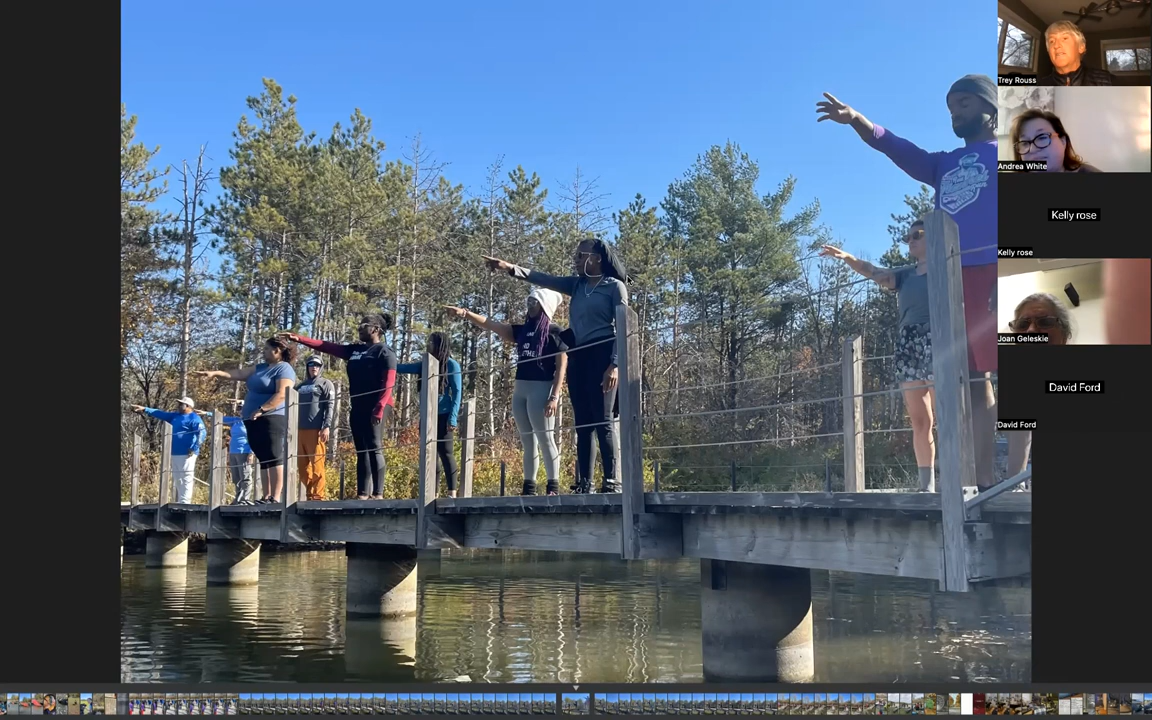 Trey Rouss
Andrea White
Kelly rose
Kelly rose
Joan Geleskie
David Ford
David Ford